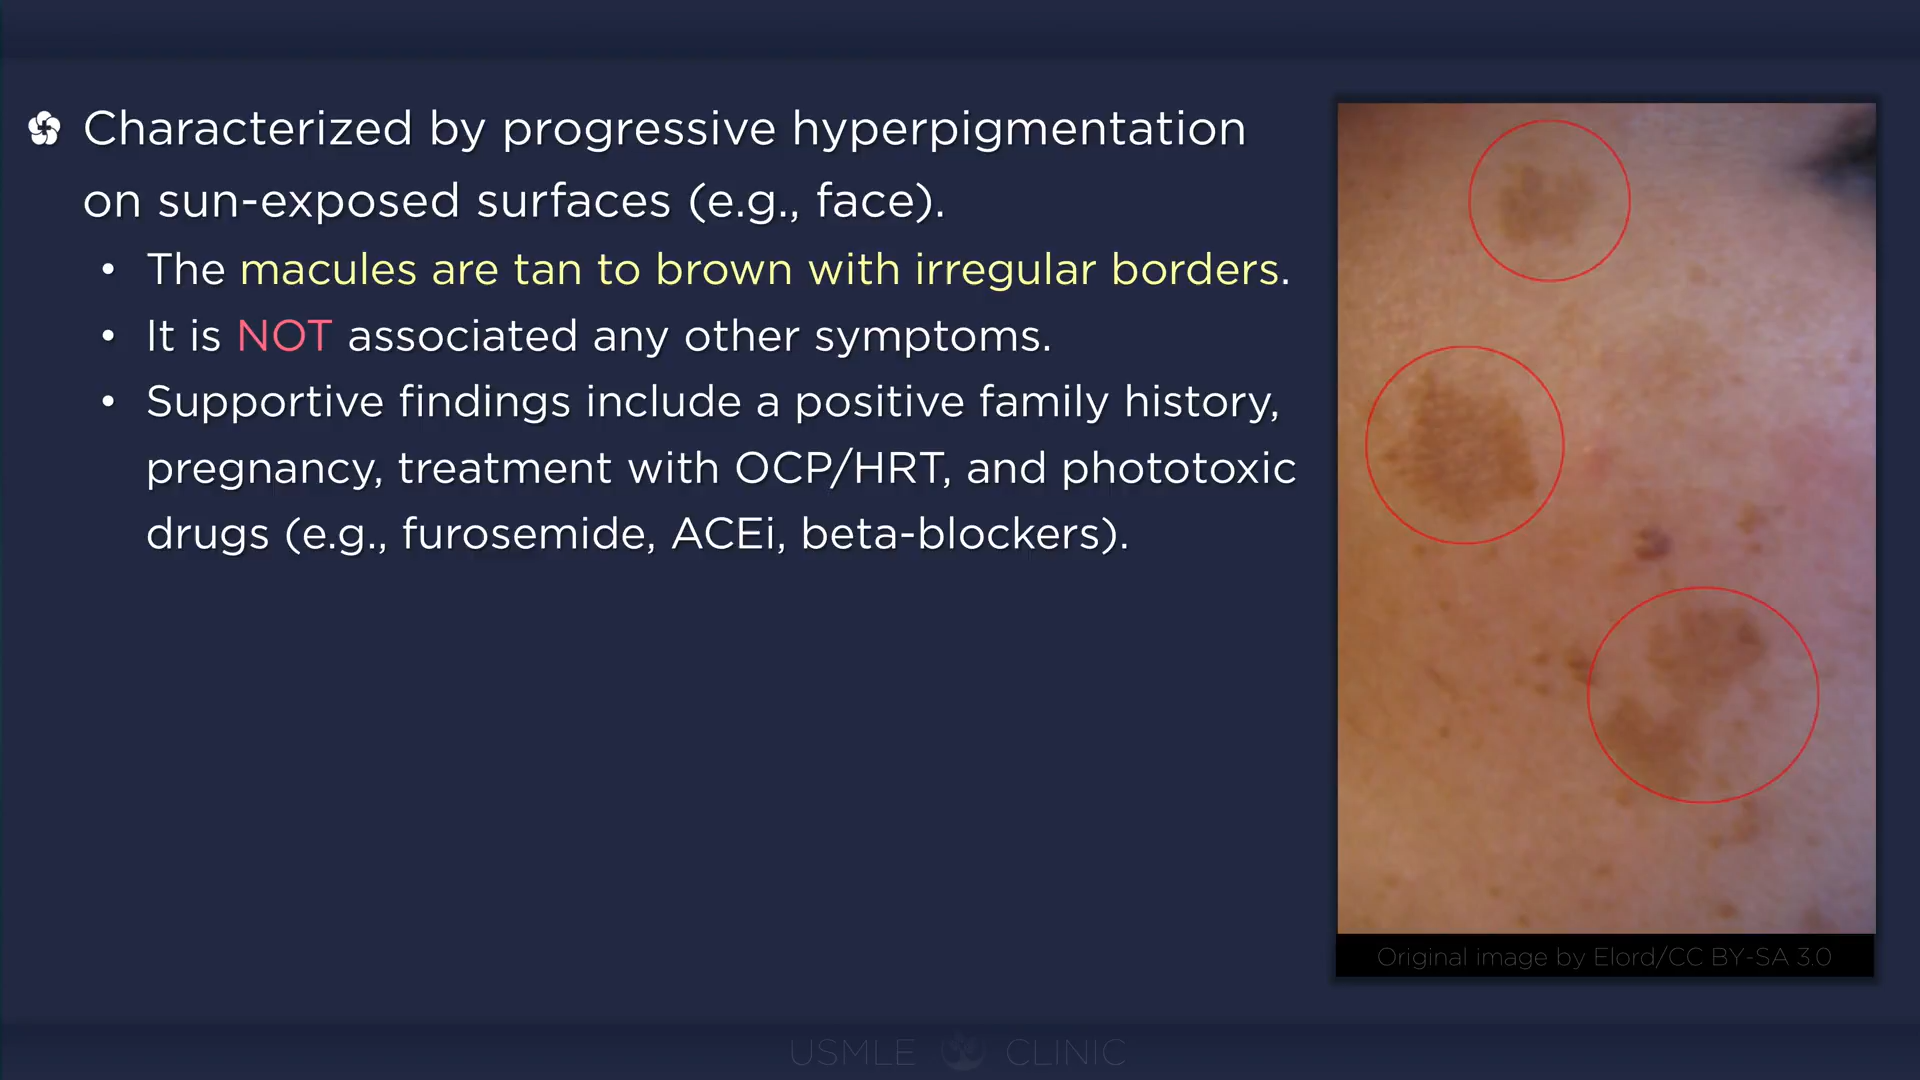 Characterized by progressive hyperpigmentation
on sun-exposed surfaces (e.g., face).
• The macules are tan to brown with irregular borders.
• It is NOT associated any other symptoms.
• Supportive findings include a positive family history,
pregnancy, treatment with OCP/HRT, and phototoxic
drugs (e.g., furosemide, ACEi, beta-blockers).
Original image by Elord/CC BY-SA 3.0
USMLE CLINIC